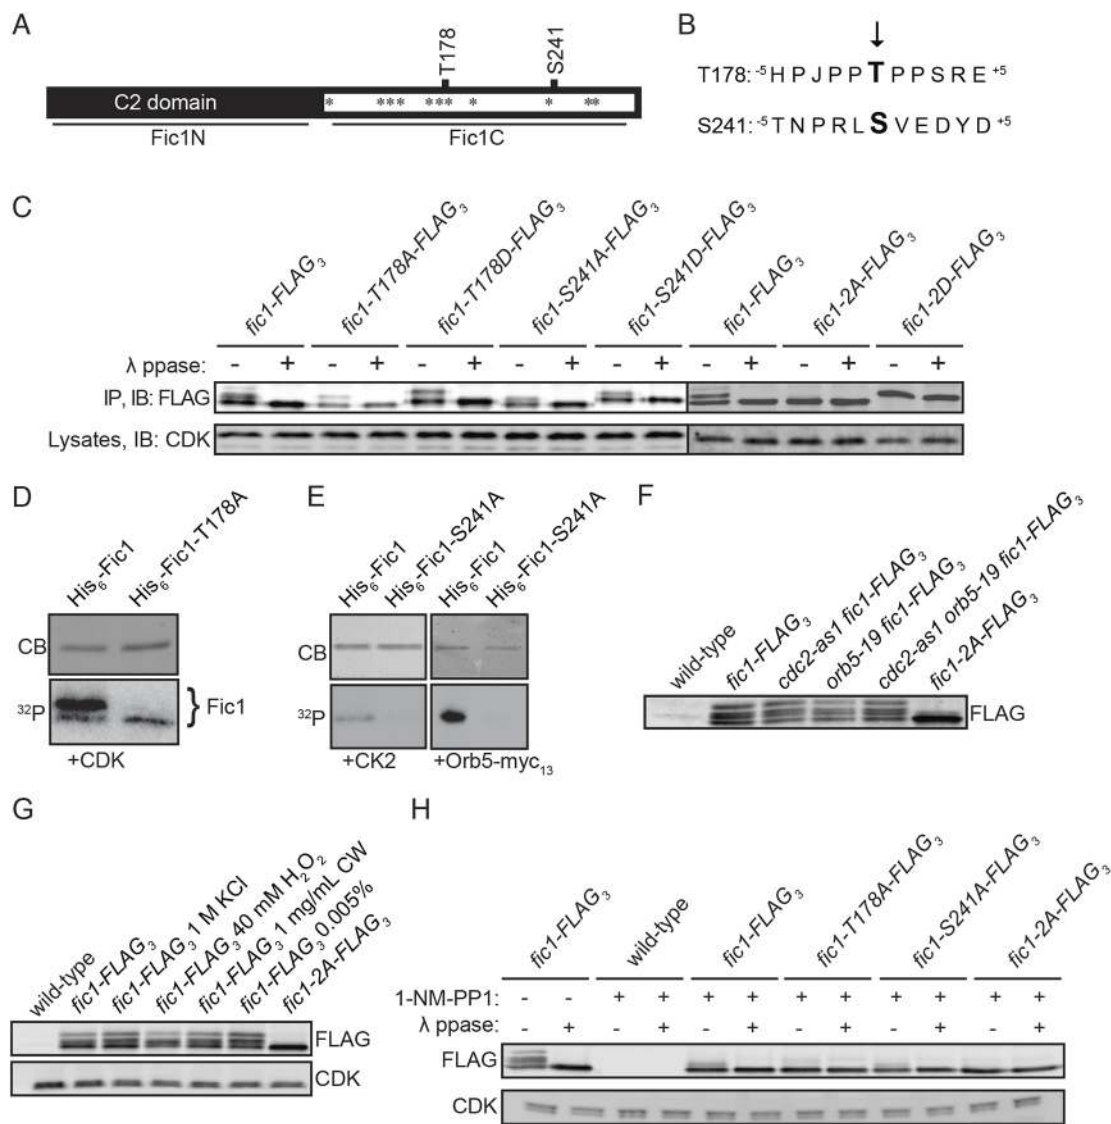 A
T178
S241
C2 domain
* *** *** * * **
Fic1N
Fic1C
B
↓
T178: -5 H P J P P T P P S R E +5
S241: -5 T N P R L S V E D Y D +5
C
fic1-FLAG3
fic1-T178A-FLAG3
fic1-T178D-FLAG3
fic1-S241A-FLAG3
fic1-S241D-FLAG3
fic1-FLAG3
fic1-2A-FLAG3
fic1-2D-FLAG3
λ ppase: - + - + - + - + - + - + - + - +
IP, IB: FLAG
Lysates, IB: CDK
D
His6-Fic1
His6-Fic1-T178A
CB
32P
} Fic1
+CDK
E
His6-Fic1
His6-Fic1-S241A
His6-Fic1
His6-Fic1-S241A
CB
32P
+CK2
+Orb5-myc13
F
wild-type
fic1-FLAG3
cdc2-as1 fic1-FLAG3
orb5-19 fic1-FLAG3
cdc2-as1 orb5-19 fic1-FLAG3
fic1-2A-FLAG3
FLAG
G
wild-type
fic1-FLAG3
fic1-FLAG3 1 M KCl
fic1-FLAG3 40 mM H2O2
fic1-FLAG3 1 mg/mL CW
fic1-FLAG3 0.005%
fic1-2A-FLAG3
FLAG
CDK
H
fic1-FLAG3
wild-type
fic1-FLAG3
fic1-T178A-FLAG3
fic1-S241A-FLAG3
fic1-2A-FLAG3
1-NM-PP1: - - + + + + + + + + + +
λ ppase: - + - + - + - + - + - +
FLAG
CDK